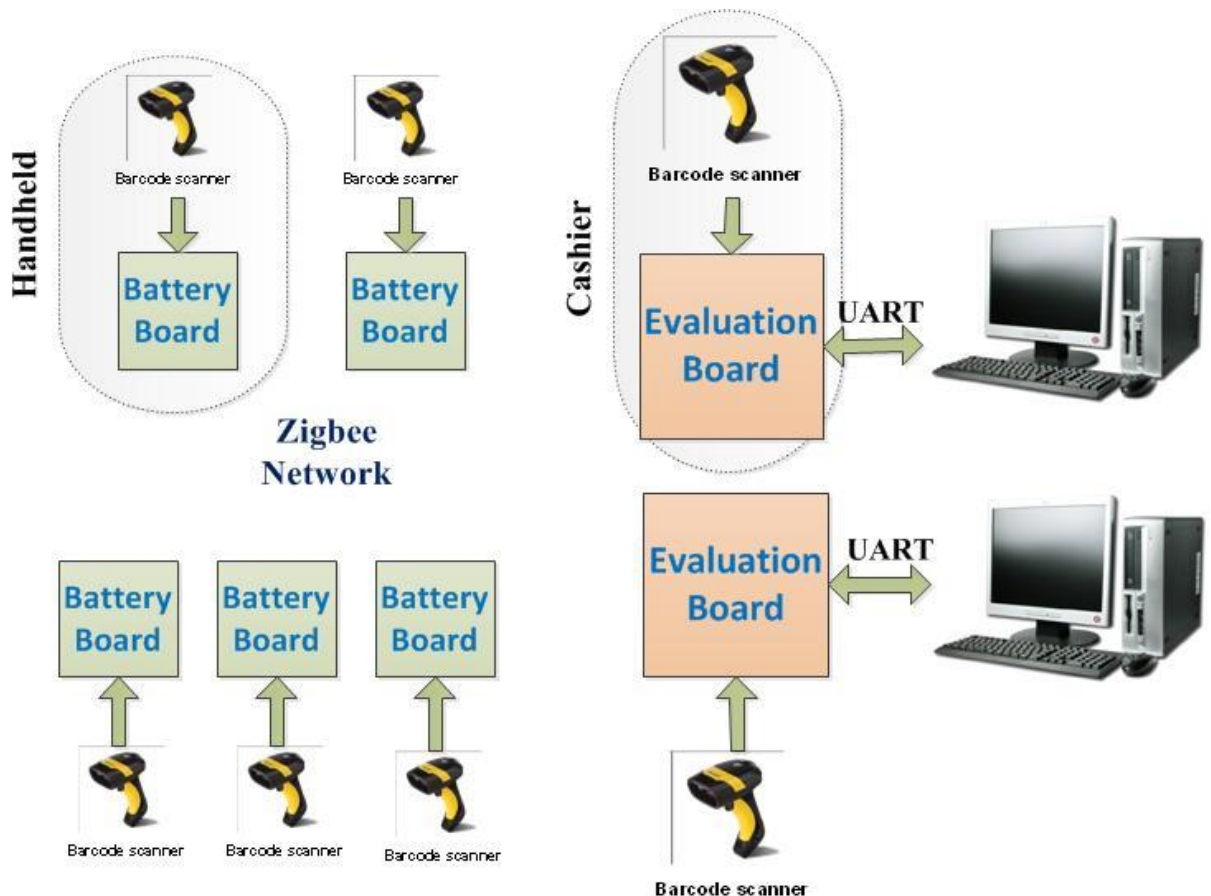 Handheld
Barcode scanner
Barcode scanner
Battery
Board
Battery
Board
Zigbee
Network
Battery
Board
Battery
Board
Battery
Board
Barcode scanner
Barcode scanner
Barcode scanner
Cashier
Barcode scanner
Evaluation
Board
UART
Evaluation
Board
UART
Barcode scanner